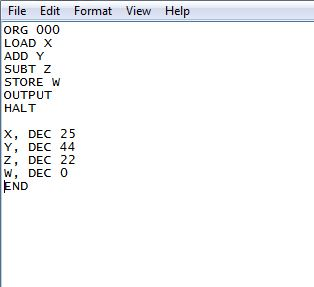 File Edit Format View Help
ORG 000
LOAD X
ADD Y
SUBT Z
STORE W
OUTPUT
HALT

X, DEC 25
Y, DEC 44
Z, DEC 22
W, DEC 0
END